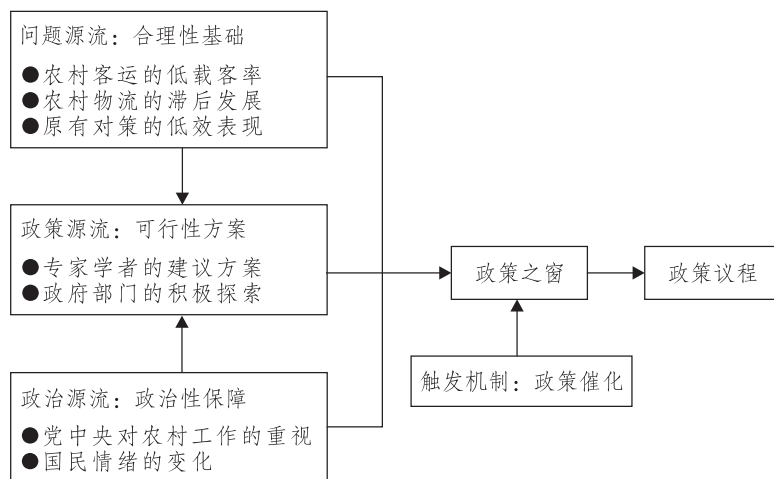 问题源流：合理性基础
●农村客运的低载客率
●农村物流的滞后发展
●原有对策的低效表现
政策源流：可行性方案
●专家学者的建议方案
●政府部门的积极探索
政治源流：政治性保障
●党中央对农村工作的重视
●国民情绪的变化
政策之窗
政策议程
触发机制：政策催化